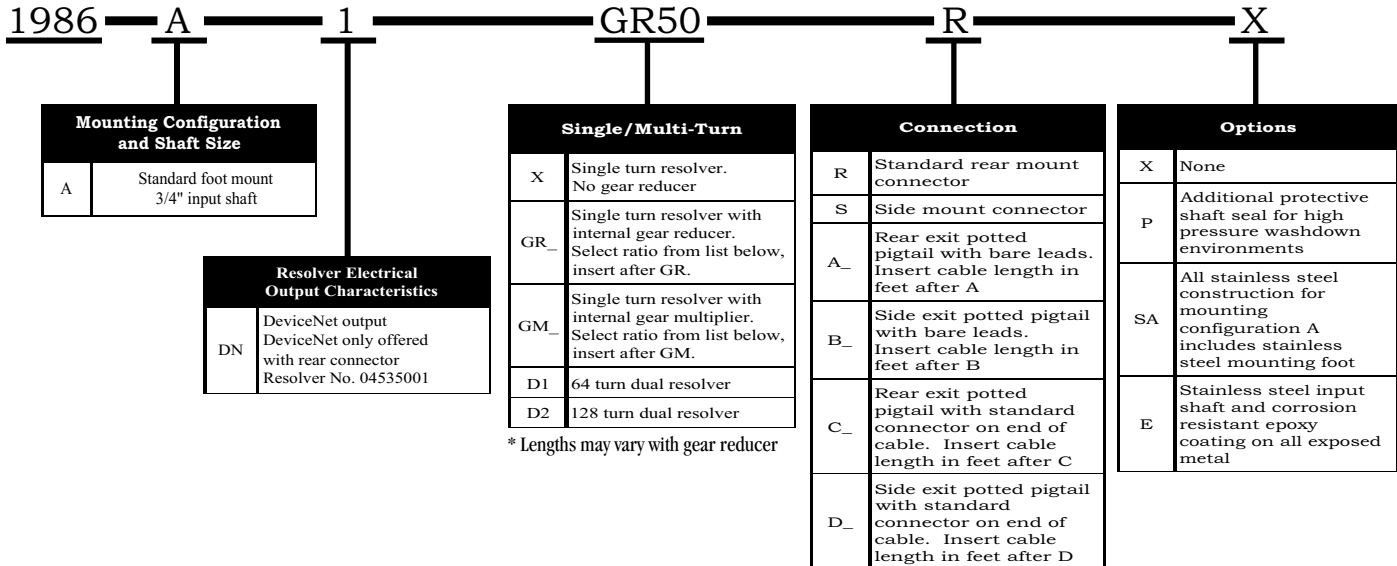 1986 A 1 GR50 R X
Mounting Configuration
and Shaft Size
A
Standard foot mount
3/4" input shaft
Resolver Electrical
Output Characteristics
DN
DeviceNet output
DeviceNet only offered
with rear connector
Resolver No. 04535001
Single/Multi-Turn
X
Single turn resolver.
No gear reducer
GR_
Single turn resolver with
internal gear reducer.
Select ratio from list below,
insert after GR.
GM_
Single turn resolver with
internal gear multiplier.
Select ratio from list below,
insert after GM.
D1
64 turn dual resolver
D2
128 turn dual resolver
* Lengths may vary with gear reducer
Connection
R
Standard rear mount
connector
S
Side mount connector
A_
Rear exit potted
pigtail with bare leads.
Insert cable length in
feet after A
B_
Side exit potted pigtail
with bare leads.
Insert cable length in
feet after B
C_
Rear exit potted
pigtail with standard
connector on end of
cable. Insert cable
length in feet after C
D_
Side exit potted pigtail
with standard
connector on end of
cable. Insert cable
length in feet after D
Options
X
None
P
Additional protective
shaft seal for high
pressure washdown
environments
SA
All stainless steel
construction for
mounting
configuration A
includes stainless
steel mounting foot
E
Stainless steel input
shaft and corrosion
resistant epoxy
coating on all exposed
metal